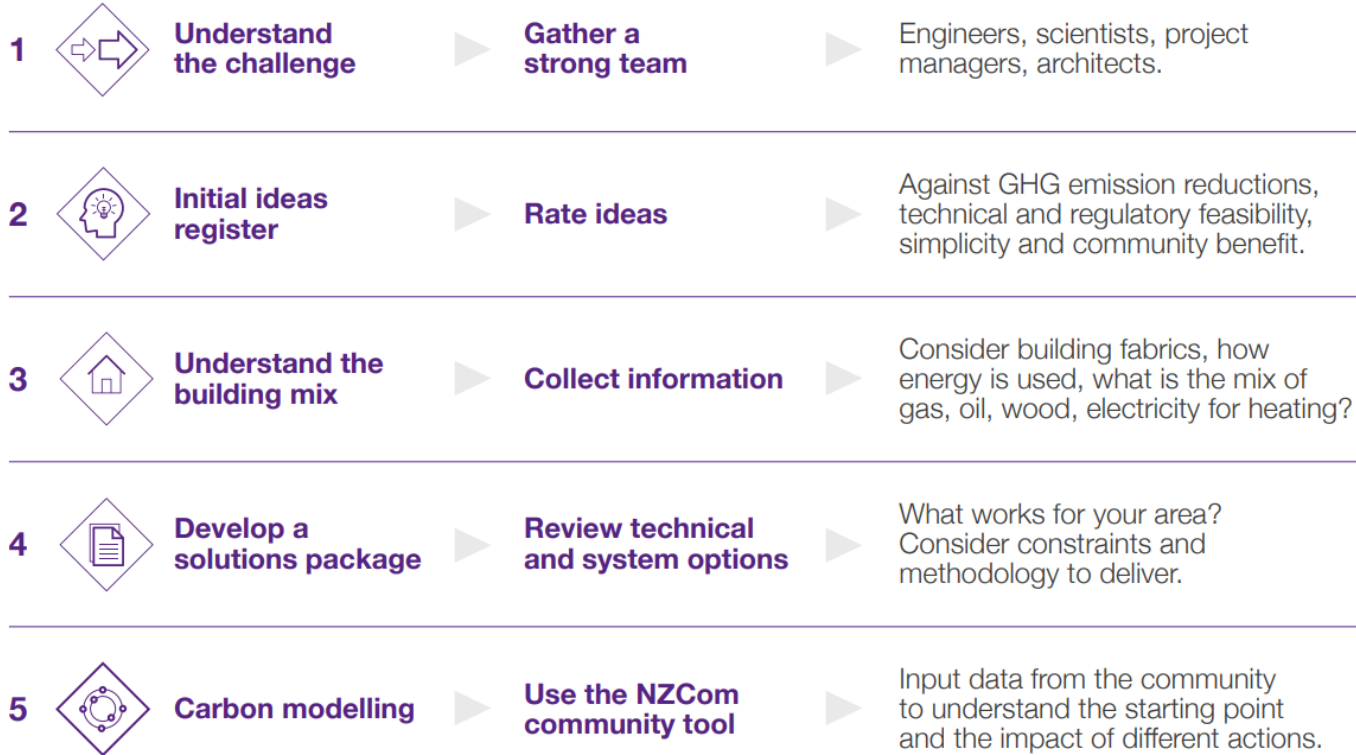 1
Understand
the challenge
Gather a
strong team
Engineers, scientists, project
managers, architects.
2
Initial ideas
register
Rate ideas
Against GHG emission reductions,
technical and regulatory feasibility,
simplicity and community benefit.
3
Understand the
building mix
Collect information
Consider building fabrics, how
energy is used, what is the mix of
gas, oil, wood, electricity for heating?
4
Develop a
solutions package
Review technical
and system options
What works for your area?
Consider constraints and
methodology to deliver.
5
Carbon modelling
Use the NZCom
community tool
Input data from the community
to understand the starting point
and the impact of different actions.